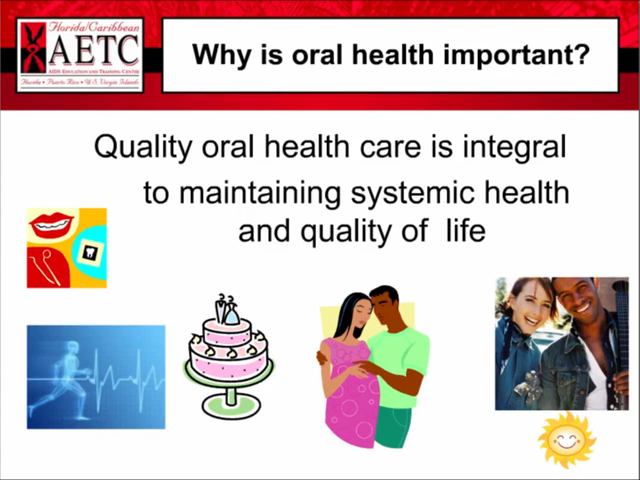 Florida/Caribbean
AETC
AIDS Education and Training Center
Florida • Puerto Rico • U.S. Virgin Islands
Why is oral health important?
Quality oral health care is integral
to maintaining systemic health
and quality of life